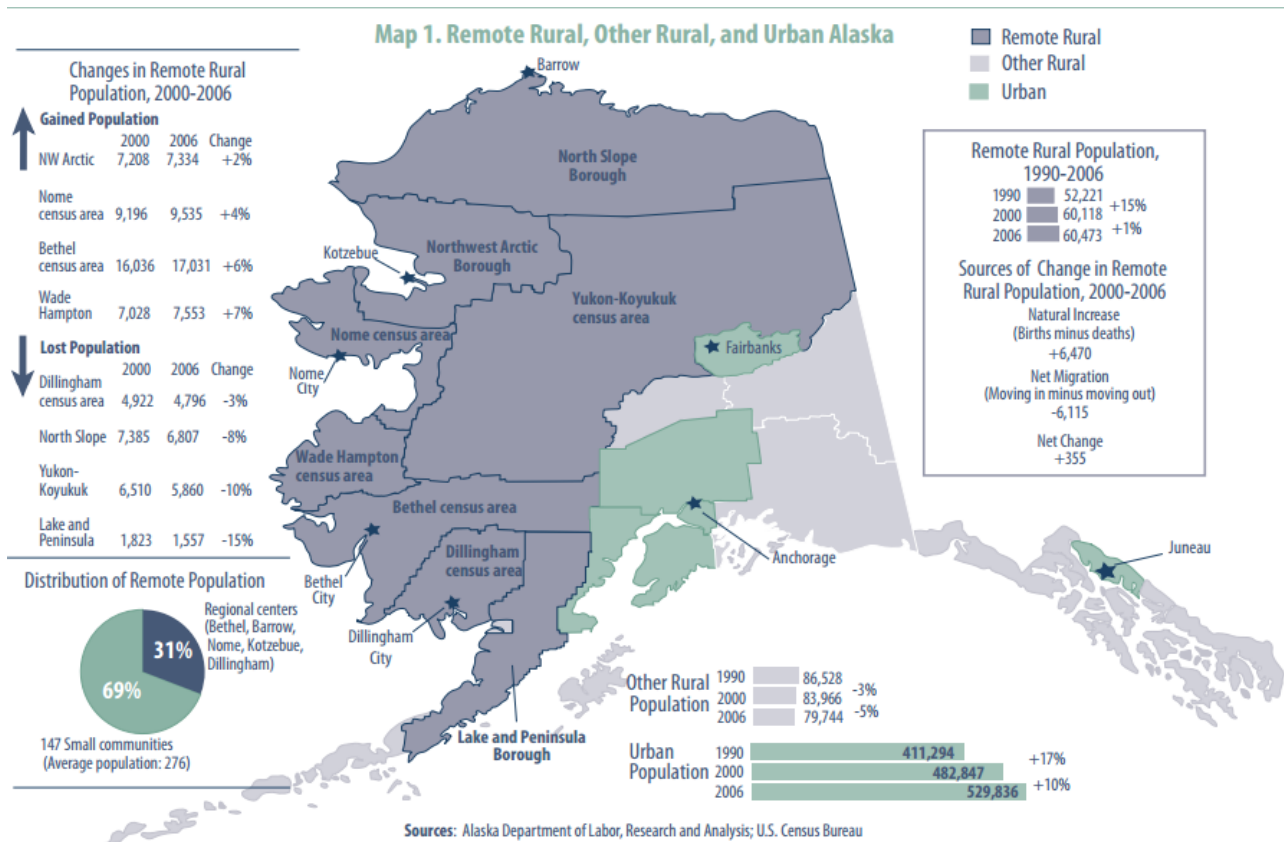 Map 1. Remote Rural, Other Rural, and Urban Alaska
Remote Rural
Other Rural
Urban
Changes in Remote Rural
Population, 2000-2006
Gained Population
2000 2006 Change
NW Arctic 7,208 7,334 +2%
Nome
census area 9,196 9,535 +4%
Bethel
census area 16,036 17,031 +6%
Wade
Hampton 7,028 7,553 +7%
Lost Population
2000 2006 Change
Dillingham
census area 4,922 4,796 -3%
North Slope 7,385 6,807 -8%
Yukon-
Koyukuk 6,510 5,860 -10%
Lake and
Peninsula 1,823 1,557 -15%
Distribution of Remote Population
31%
69%
Regional centers
(Bethel, Barrow,
Nome, Kotzebue,
Dillingham)
147 Small communities
(Average population: 276)
Barrow
North Slope
Borough
Northwest Arctic
Borough
Kotzebue
Yukon-Koyukuk
census area
Nome census area
Nome
City
Fairbanks
Wade Hampton
census area
Bethel census area
Dillingham
census area
Bethel
City
Dillingham
City
Anchorage
Juneau
Lake and Peninsula
Borough
Remote Rural Population,
1990-2006
1990 52,221
+15%
2000 60,118
+1%
2006 60,473
Sources of Change in Remote
Rural Population, 2000-2006
Natural Increase
(Births minus deaths)
+6,470
Net Migration
(Moving in minus moving out)
-6,115
Net Change
+355
Other Rural
Population
1990 86,528
-3%
2000 83,966
-5%
2006 79,744
Urban
Population
1990 411,294
+17%
2000 482,847
+10%
2006 529,836
Sources: Alaska Department of Labor, Research and Analysis; U.S. Census Bureau